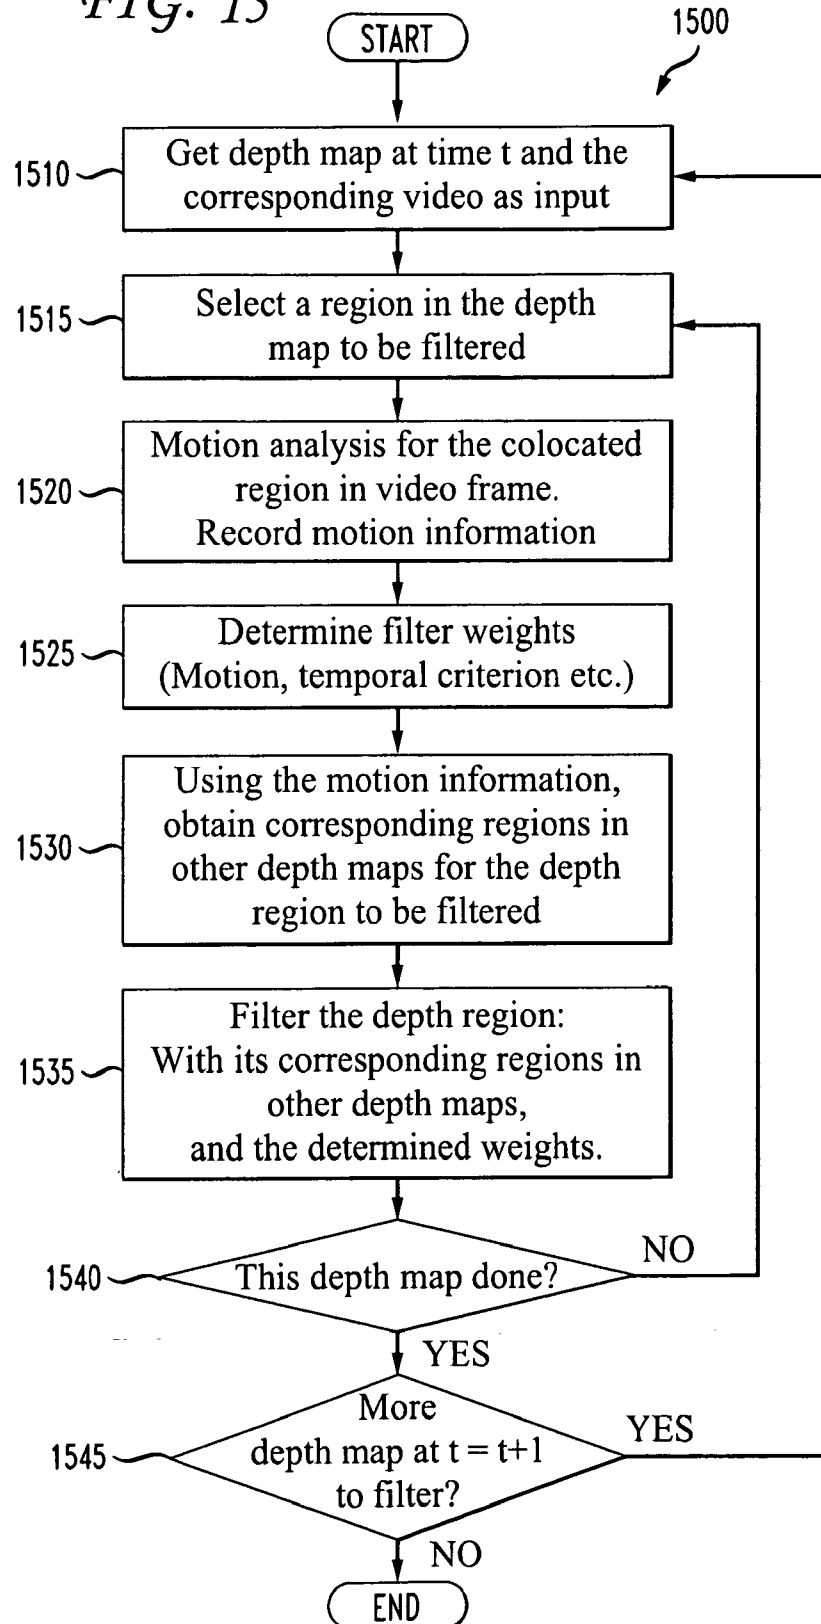 FIG. 15
START
1500
1510
Get depth map at time t and the
corresponding video as input
1515
Select a region in the depth
map to be filtered
1520
Motion analysis for the colocated
region in video frame.
Record motion information
1525
Determine filter weights
(Motion, temporal criterion etc.)
1530
Using the motion information,
obtain corresponding regions in
other depth maps for the depth
region to be filtered
1535
Filter the depth region:
With its corresponding regions in
other depth maps,
and the determined weights.
1540
This depth map done?
NO
YES
1545
More
depth map at t = t+1
to filter?
YES
NO
END